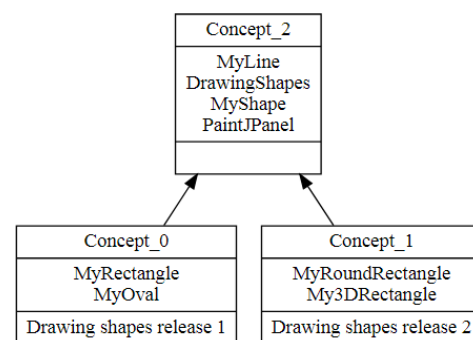 Concept_2
MyLine
DrawingShapes
MyShape
PaintJPanel
Concept_0
MyRectangle
MyOval
Drawing shapes release 1
Concept_1
MyRoundRectangle
My3DRectangle
Drawing shapes release 2